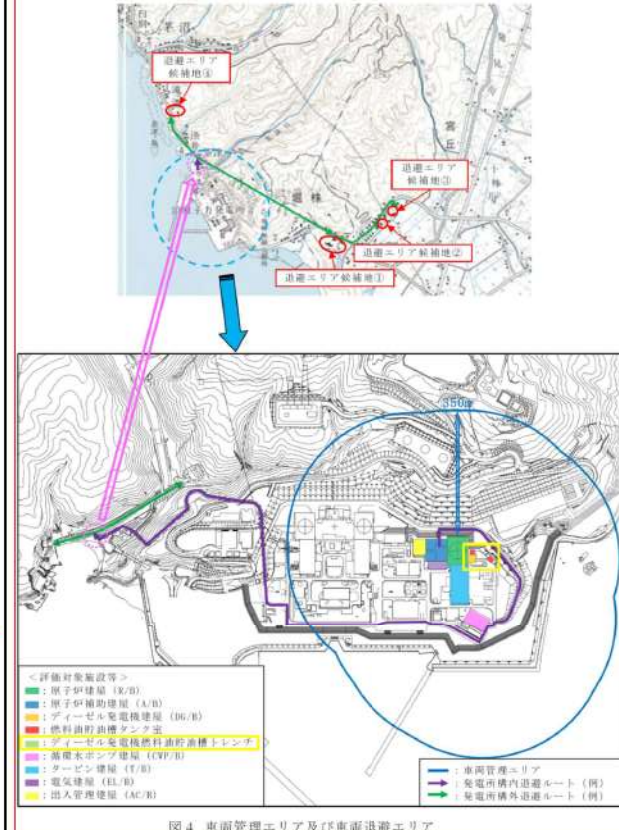 茅沼
退避エリア
候補地④
宮丘
堀株
退避エリア
候補地③
退避エリア候補地②
退避エリア候補地①
350m
<評価対象施設等>
：原子炉建屋（R/B）
：原子炉補助建屋（A/B）
：ディーゼル発電機建屋（DG/B）
：燃料油貯油槽タンク室
：ディーゼル発電機燃料油貯油槽トレンチ
：循環水ポンプ建屋（CWP/B）
：タービン建屋（T/B）
：電気建屋（EL/B）
：出入管理建屋（AC/B）
：車両管理エリア
：発電所構内退避ルート（例）
：発電所構外退避ルート（例）
図4 車両管理エリア及び車両退避エリア